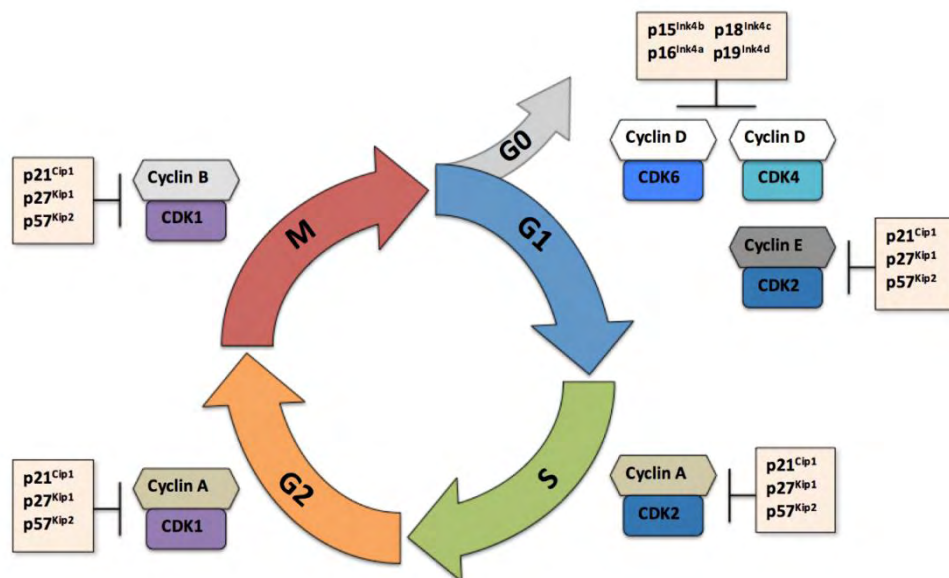 p15Ink4b p18Ink4c
p16Ink4a p19Ink4d
G0
Cyclin D
CDK6
Cyclin D
CDK4
p21Cip1
p27Kip1
p57Kip2
Cyclin B
CDK1
M
G1
Cyclin E
CDK2
p21Cip1
p27Kip1
p57Kip2
p21Cip1
p27Kip1
p57Kip2
Cyclin A
CDK1
G2
S
Cyclin A
CDK2
p21Cip1
p27Kip1
p57Kip2